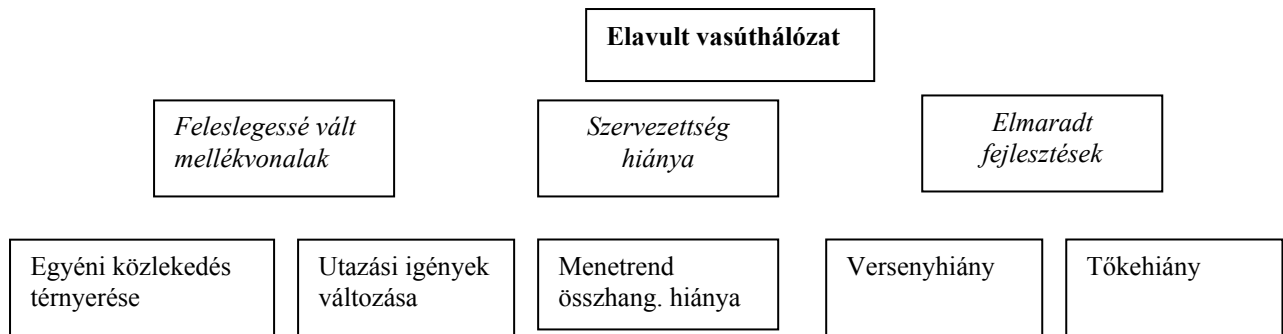 Elavult vasúthálózat
Feleslegessé vált
mellékvonalak
Szervezettség
hiánya
Elmaradt
fejlesztések
Egyéni közlekedés
térnyerése
Utazási igények
változása
Menetrend
összhang. hiánya
Versenyhiány
Tőkehiány